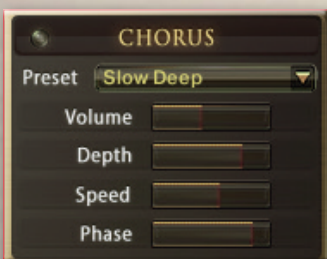 CHORUS
Preset Slow Deep
Volume
Depth
Speed
Phase